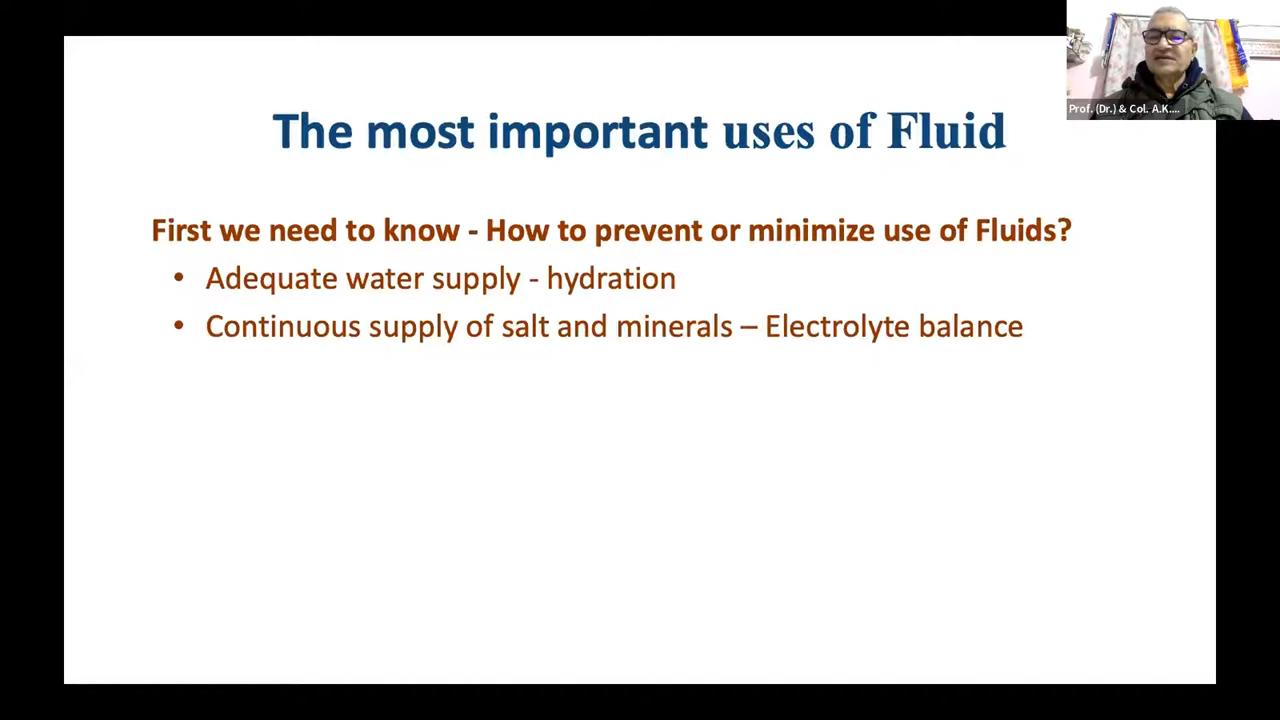 Prof. (Dr.) & Col. A.K....
The most important uses of Fluid
First we need to know - How to prevent or minimize use of Fluids?
• Adequate water supply - hydration
• Continuous supply of salt and minerals – Electrolyte balance